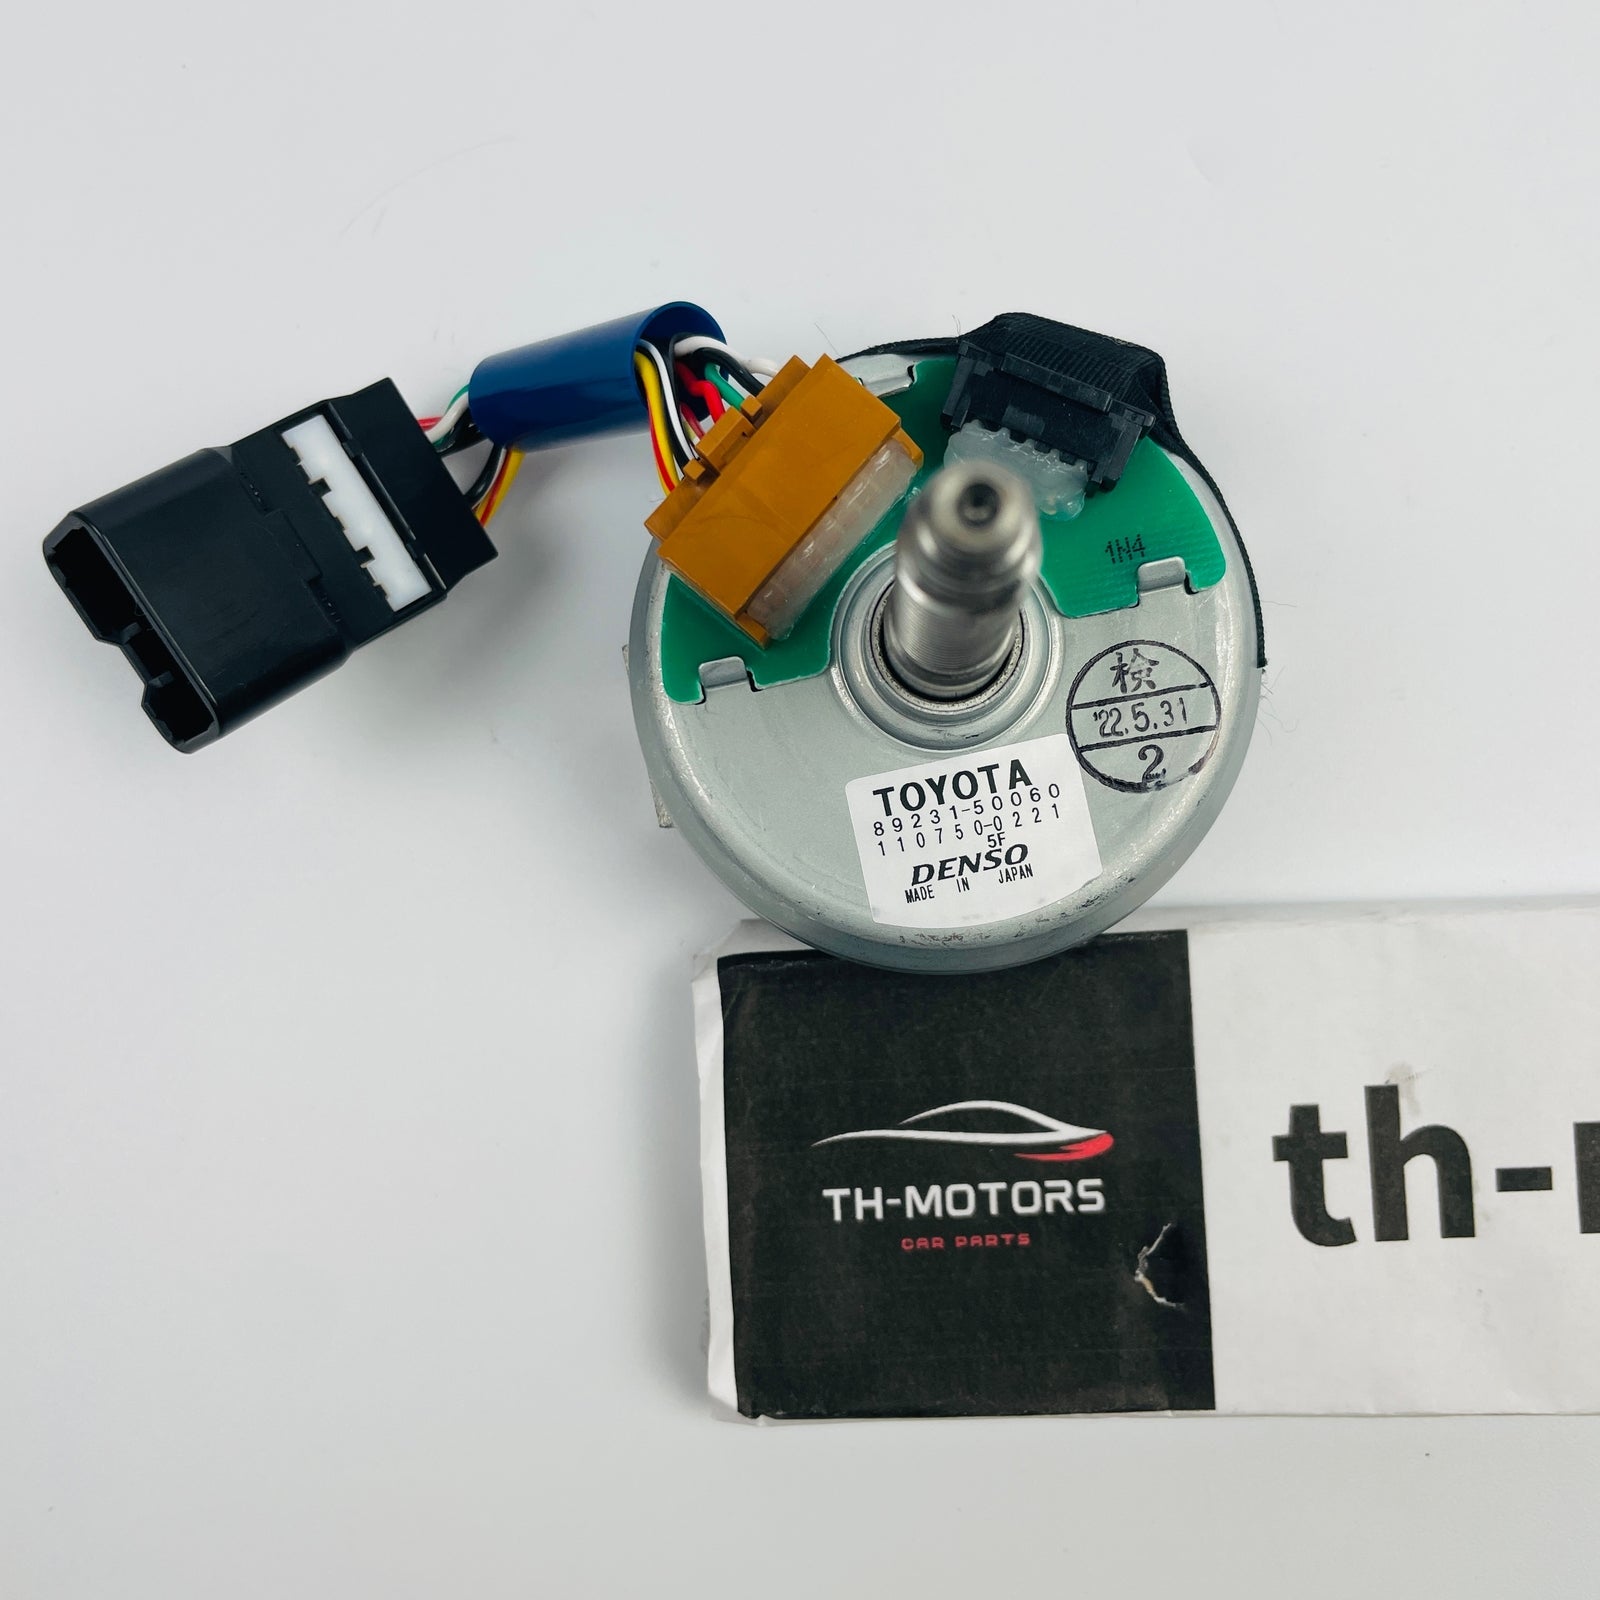 1N4
検
'22.5.31
2
TOYOTA
89231-50060
110750-0221
5F
DENSO
MADE IN JAPAN
TH-MOTORS
CAR PARTS
th-